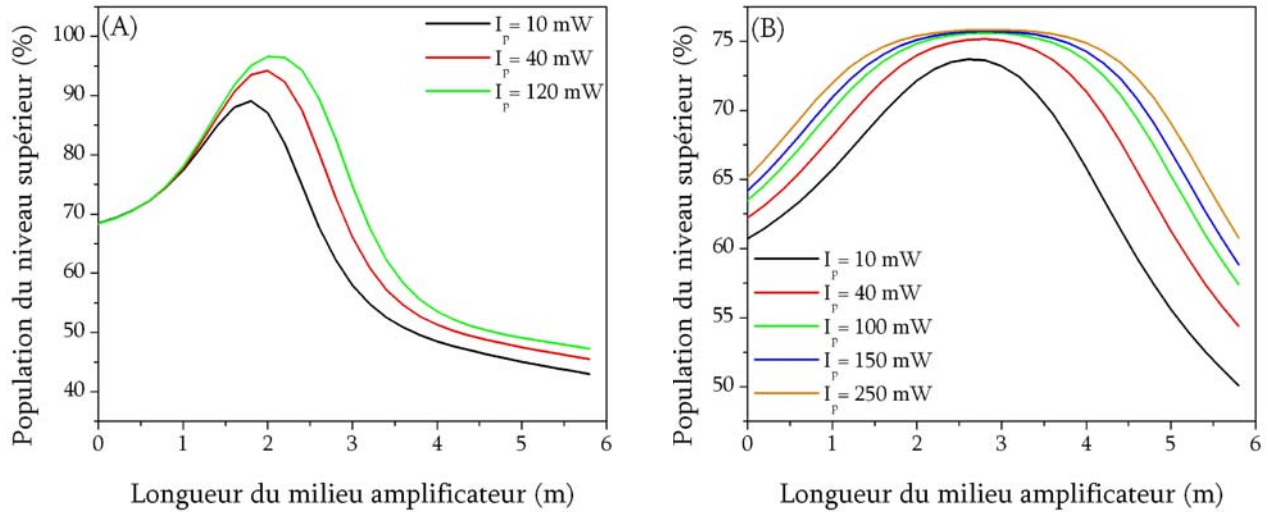 (A)
I_p = 10 mW
I_p = 40 mW
I_p = 120 mW
Population du niveau supérieur (%)
100
90
80
70
60
50
40
0 1 2 3 4 5 6
Longueur du milieu amplificateur (m)
(B)
Population du niveau supérieur (%)
75
70
65
60
55
50
I_p = 10 mW
I_p = 40 mW
I_p = 100 mW
I_p = 150 mW
I_p = 250 mW
0 1 2 3 4 5 6
Longueur du milieu amplificateur (m)